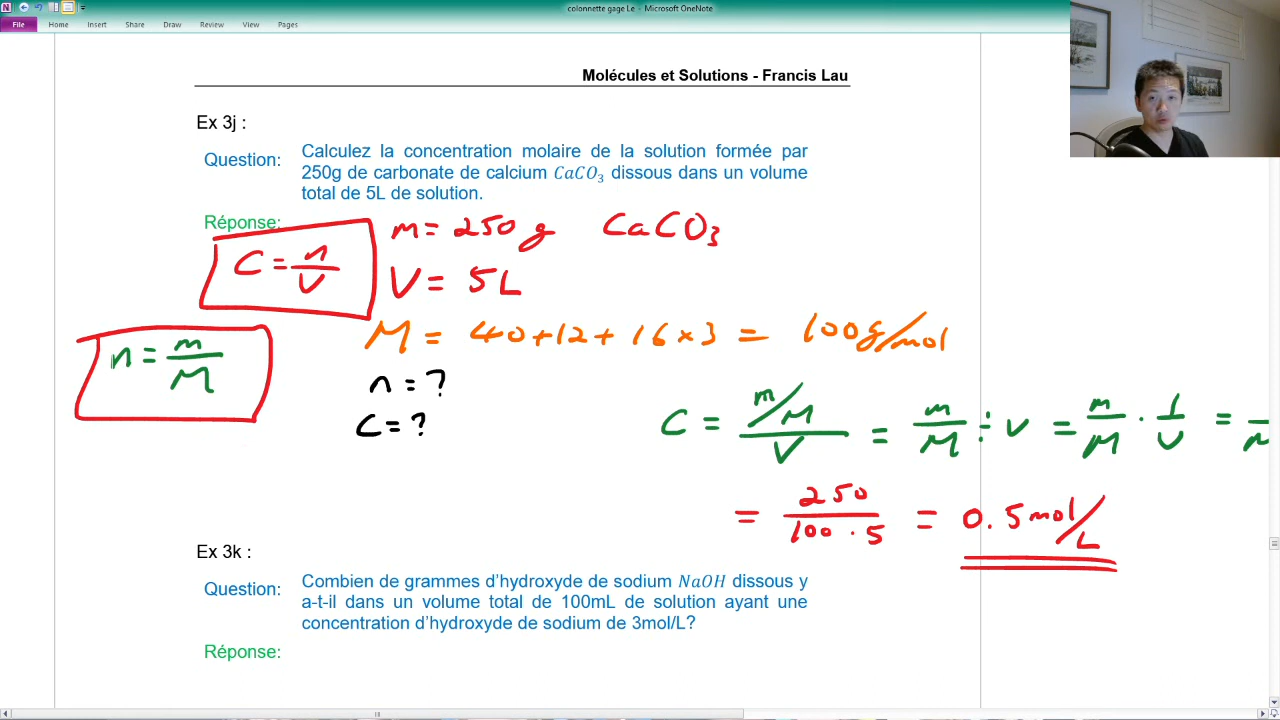 colonnette gage Le - Microsoft OneNote
File Home Insert Share Draw Review View Pages
Molécules et Solutions - Francis Lau
Ex 3j :
Question: Calculez la concentration molaire de la solution formée par
250g de carbonate de calcium CaCO₃ dissous dans un volume
total de 5L de solution.
Réponse:
m = 250 g CaCO₃
C = n/V
V = 5L
M = 40+12+16×3 = 100g/mol
n = m/M
n = ?
C = ?
C = (m/M)/V = m/M ÷ V = m/M · 1/V =
= 250/(100 · 5) = 0.5 mol/L
Ex 3k :
Question: Combien de grammes d'hydroxyde de sodium NaOH dissous y
a-t-il dans un volume total de 100mL de solution ayant une
concentration d'hydroxyde de sodium de 3mol/L?
Réponse: